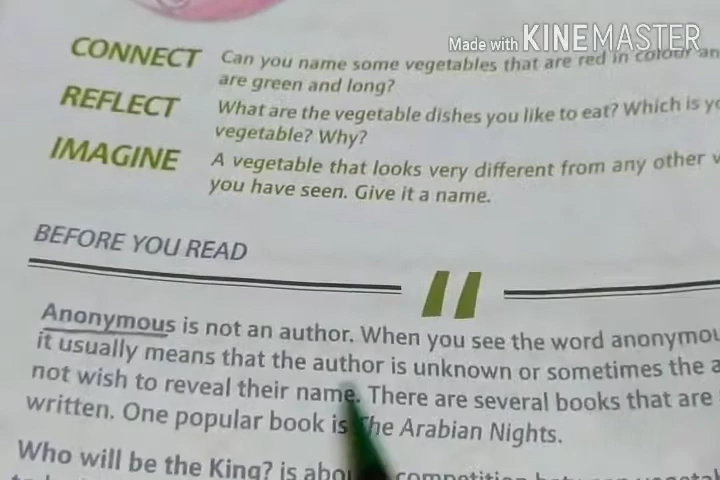 Made with KINEMASTER
CONNECT Can you name some vegetables that are red in colour
are green and long?
REFLECT What are the vegetable dishes you like to eat? Which is
vegetable? Why?
IMAGINE A vegetable that looks very different from any other
you have seen. Give it a name.
BEFORE YOU READ
Anonymous is not an author. When you see the word
it usually means that the author is unknown or sometimes the
not wish to reveal their name. There are several books that are
written. One popular book is The Arabian Nights.
Who will be the King? is competition between